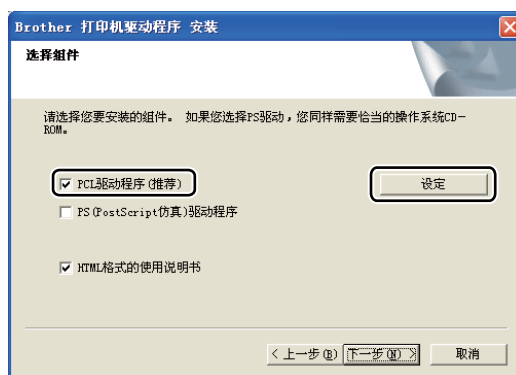 Brother 打印机驱动程序 安装
选择组件
请选择您要安装的组件。 如果您选择PS驱动，您同样需要恰当的操作系统CD-
ROM。
PCL驱动程序(推荐)
设定
PS(PostScript仿真)驱动程序
HTML格式的使用说明书
< 上一步(B) 下一步(N) > 取消